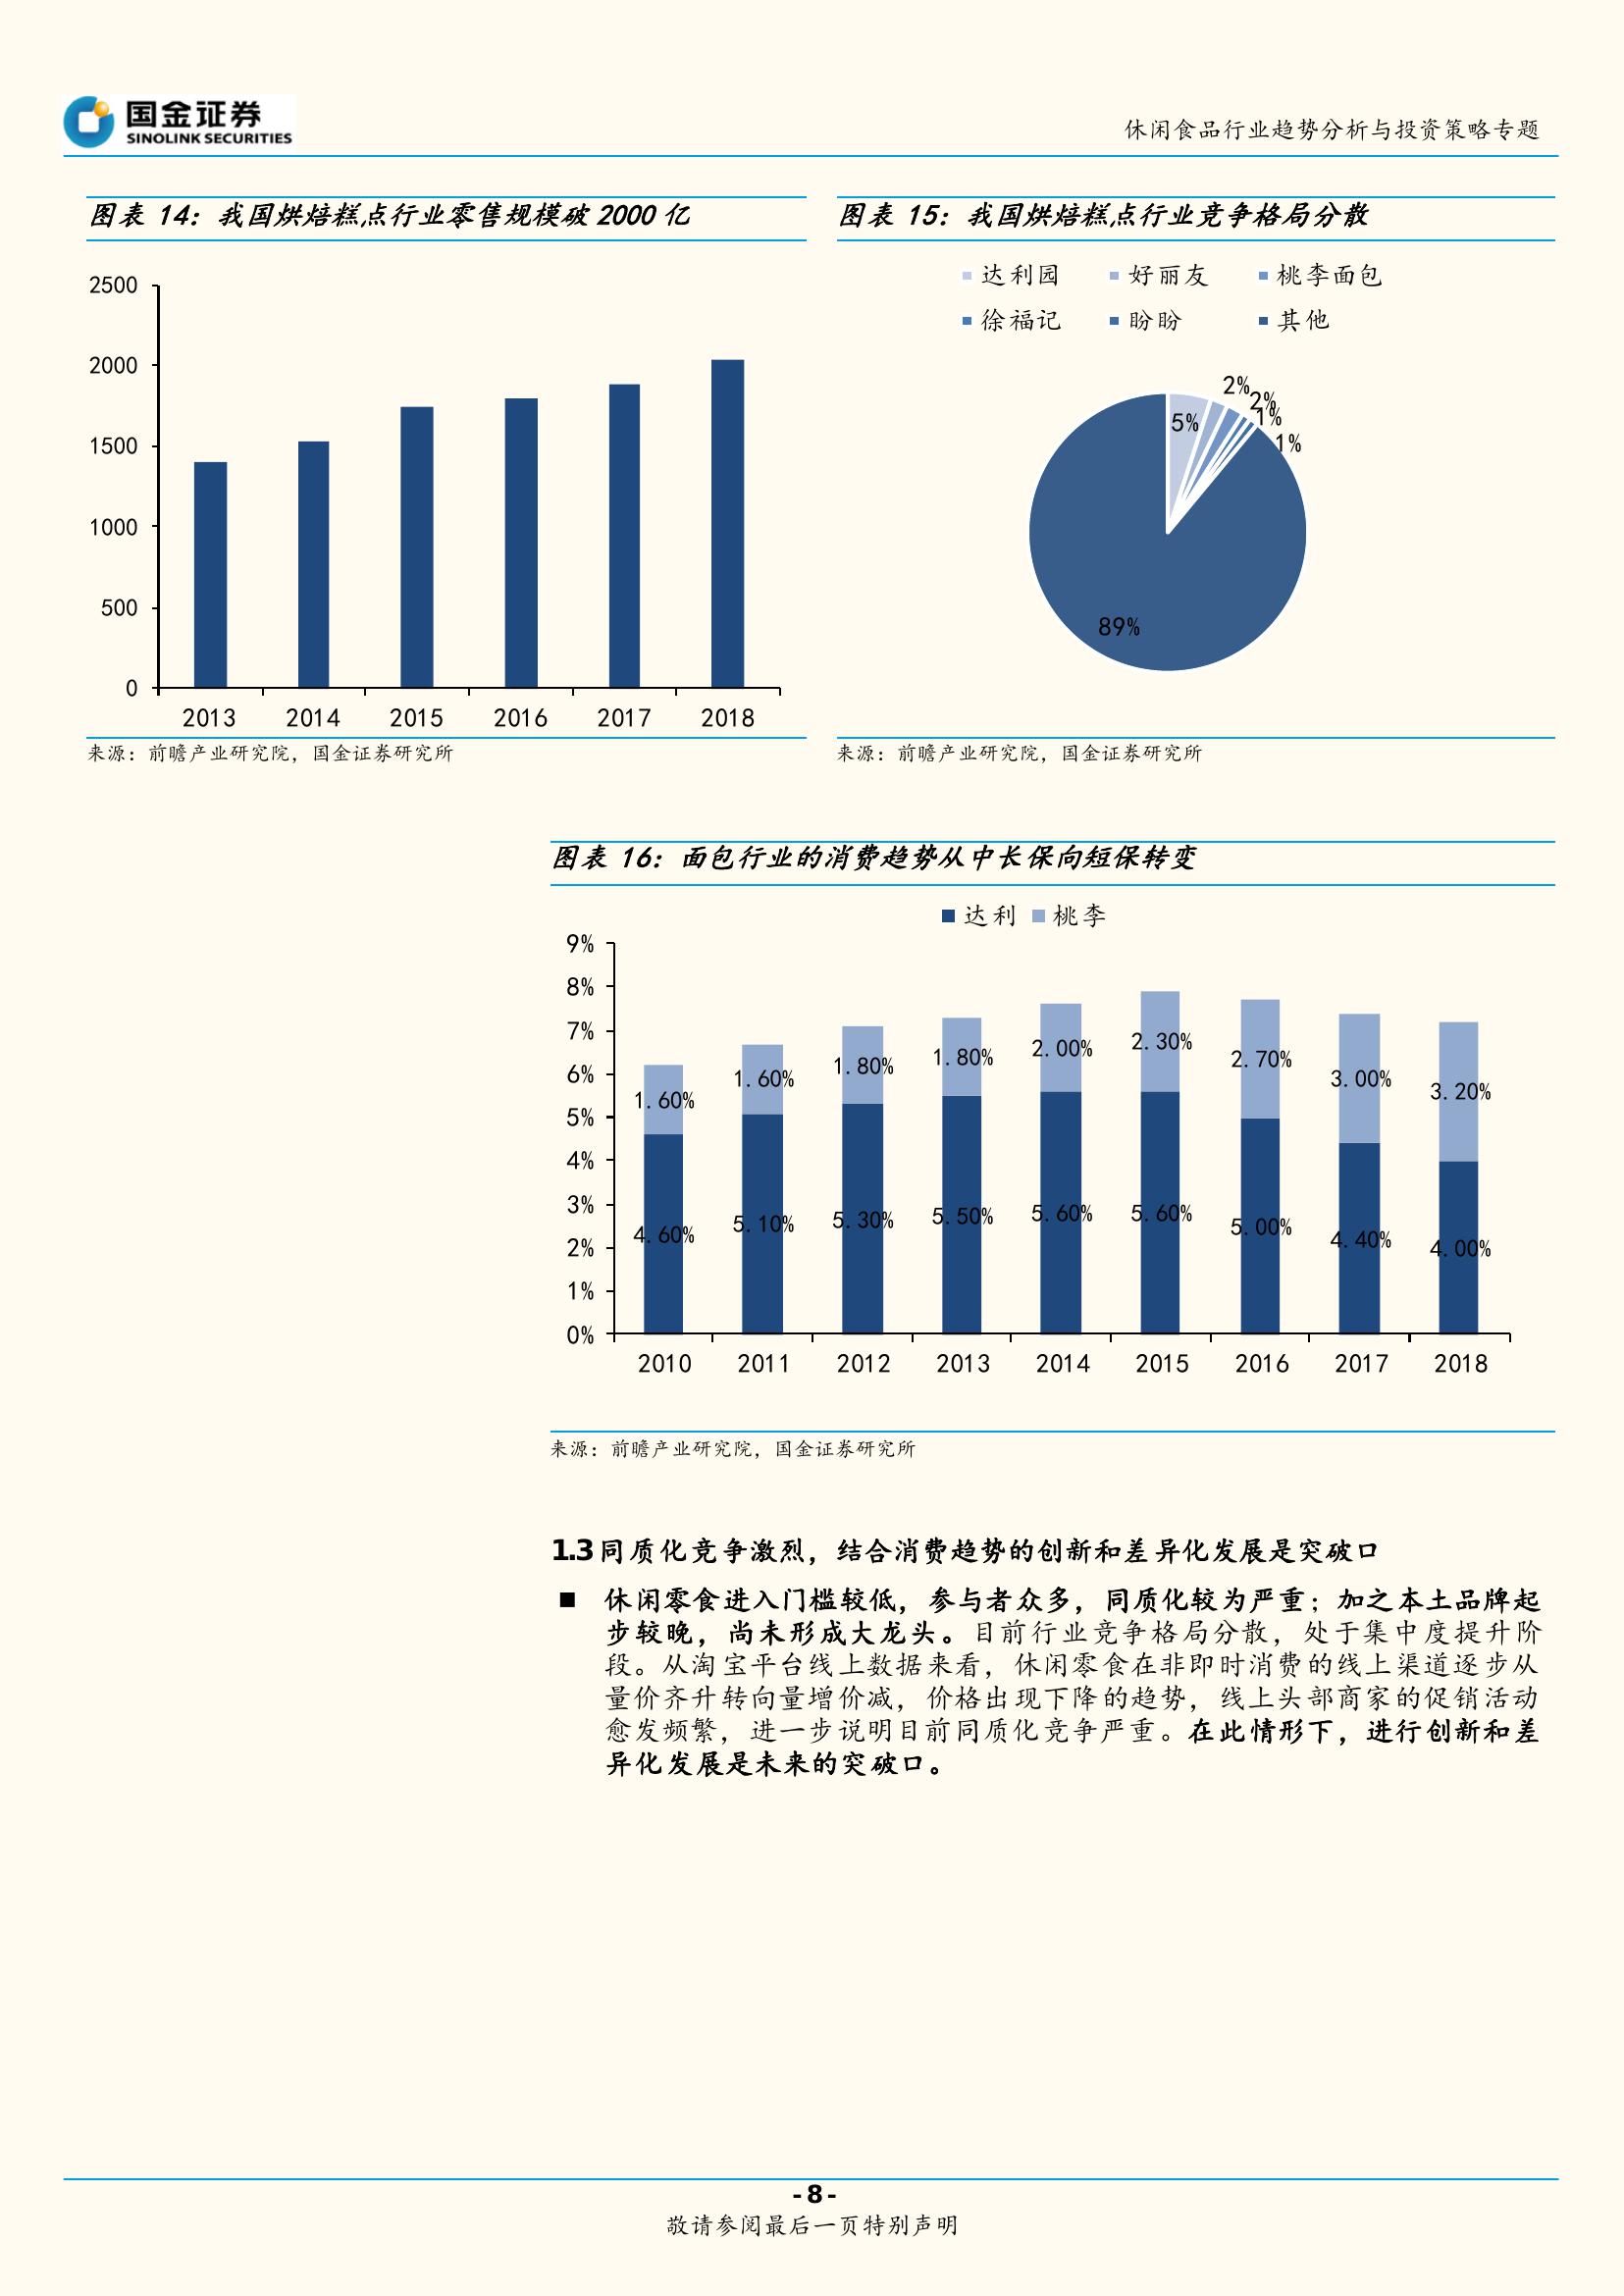 国金证券
SINOLINK SECURITIES
休闲食品行业趋势分析与投资策略专题
图表 14：我国烘焙糕点行业零售规模破 2000 亿
2500
2000
1500
1000
500
0
2013 2014 2015 2016 2017 2018
来源：前瞻产业研究院，国金证券研究所
图表 15：我国烘焙糕点行业竞争格局分散
达利园 好丽友 桃李面包
徐福记 盼盼 其他
2%
2%
1%
5%
1%
89%
来源：前瞻产业研究院，国金证券研究所
图表 16：面包行业的消费趋势从中长保向短保转变
达利 桃李
9%
8%
7%
6%
5%
4%
3%
2%
1%
0%
1.60% 1.60% 1.80% 1.80% 2.00% 2.30% 2.70% 3.00% 3.20%
4.60% 5.10% 5.30% 5.50% 5.60% 5.60% 5.00% 4.40% 4.00%
2010 2011 2012 2013 2014 2015 2016 2017 2018
来源：前瞻产业研究院，国金证券研究所
1.3 同质化竞争激烈，结合消费趋势的创新和差异化发展是突破口
■ 休闲零食进入门槛较低，参与者众多，同质化较为严重；加之本土品牌起
步较晚，尚未形成大龙头。目前行业竞争格局分散，处于集中度提升阶
段。从淘宝平台线上数据来看，休闲零食在非即时消费的线上渠道逐步从
量价齐升转向量增价减，价格出现下降的趋势，线上头部商家的促销活动
愈发频繁，进一步说明目前同质化竞争严重。在此情形下，进行创新和差
异化发展是未来的突破口。
- 8 -
敬请参阅最后一页特别声明